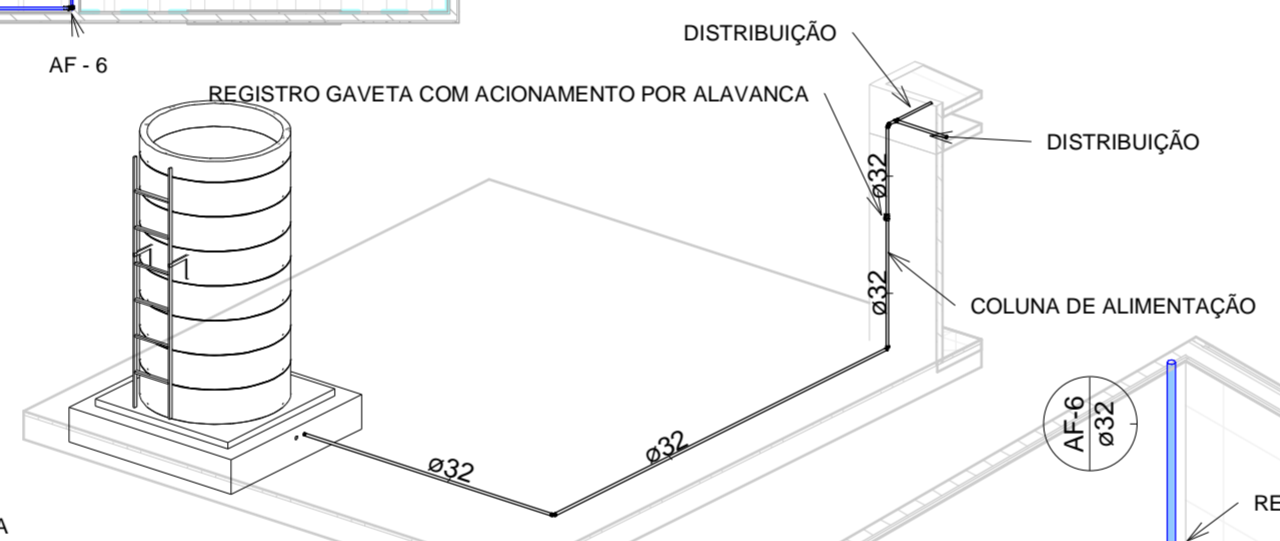 DISTRIBUIÇÃO
AF - 6
REGISTRO GAVETA COM ACIONAMENTO POR ALAVANCA
DISTRIBUIÇÃO
ø32
ø32
COLUNA DE ALIMENTAÇÃO
AF-6
ø32
ø32
ø32
RE
A